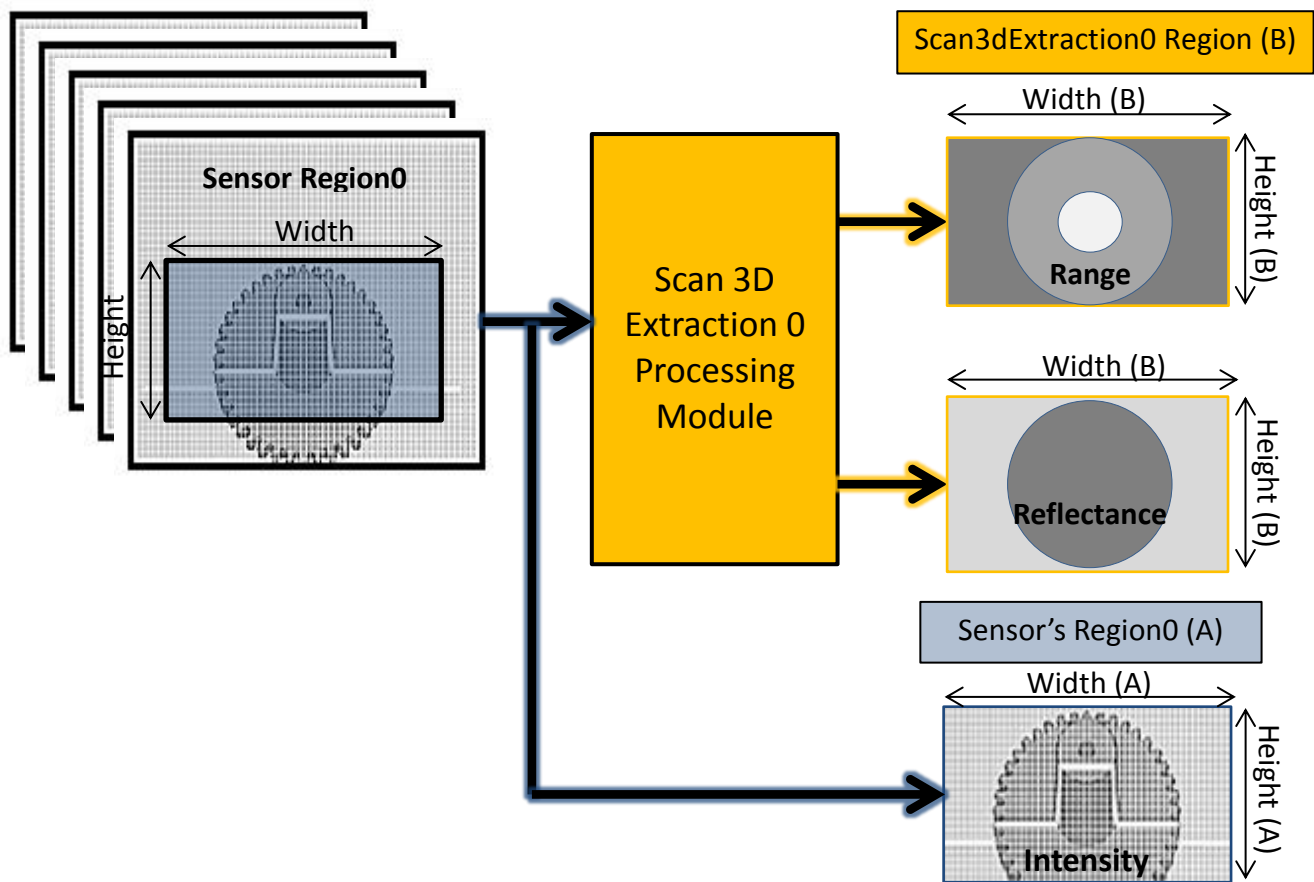 Scan3dExtraction0 Region (B)
Width (B)
Height (B)
Range
Sensor Region0
Width
Height
Scan 3D
Extraction 0
Processing
Module
Width (B)
Height (B)
Reflectance
Sensor’s Region0 (A)
Width (A)
Height (A)
Intensity